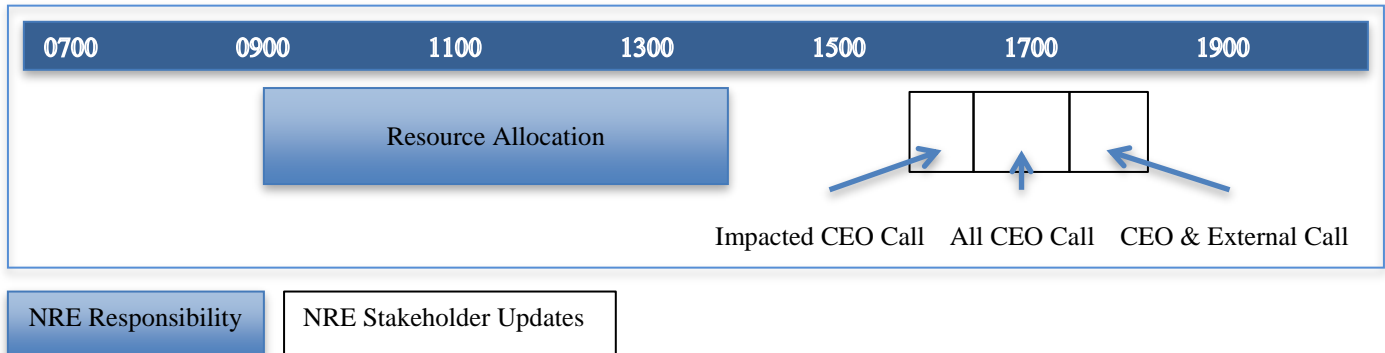 0700 0900 1100 1300 1500 1700 1900
Resource Allocation
Impacted CEO Call All CEO Call CEO & External Call
NRE Responsibility NRE Stakeholder Updates